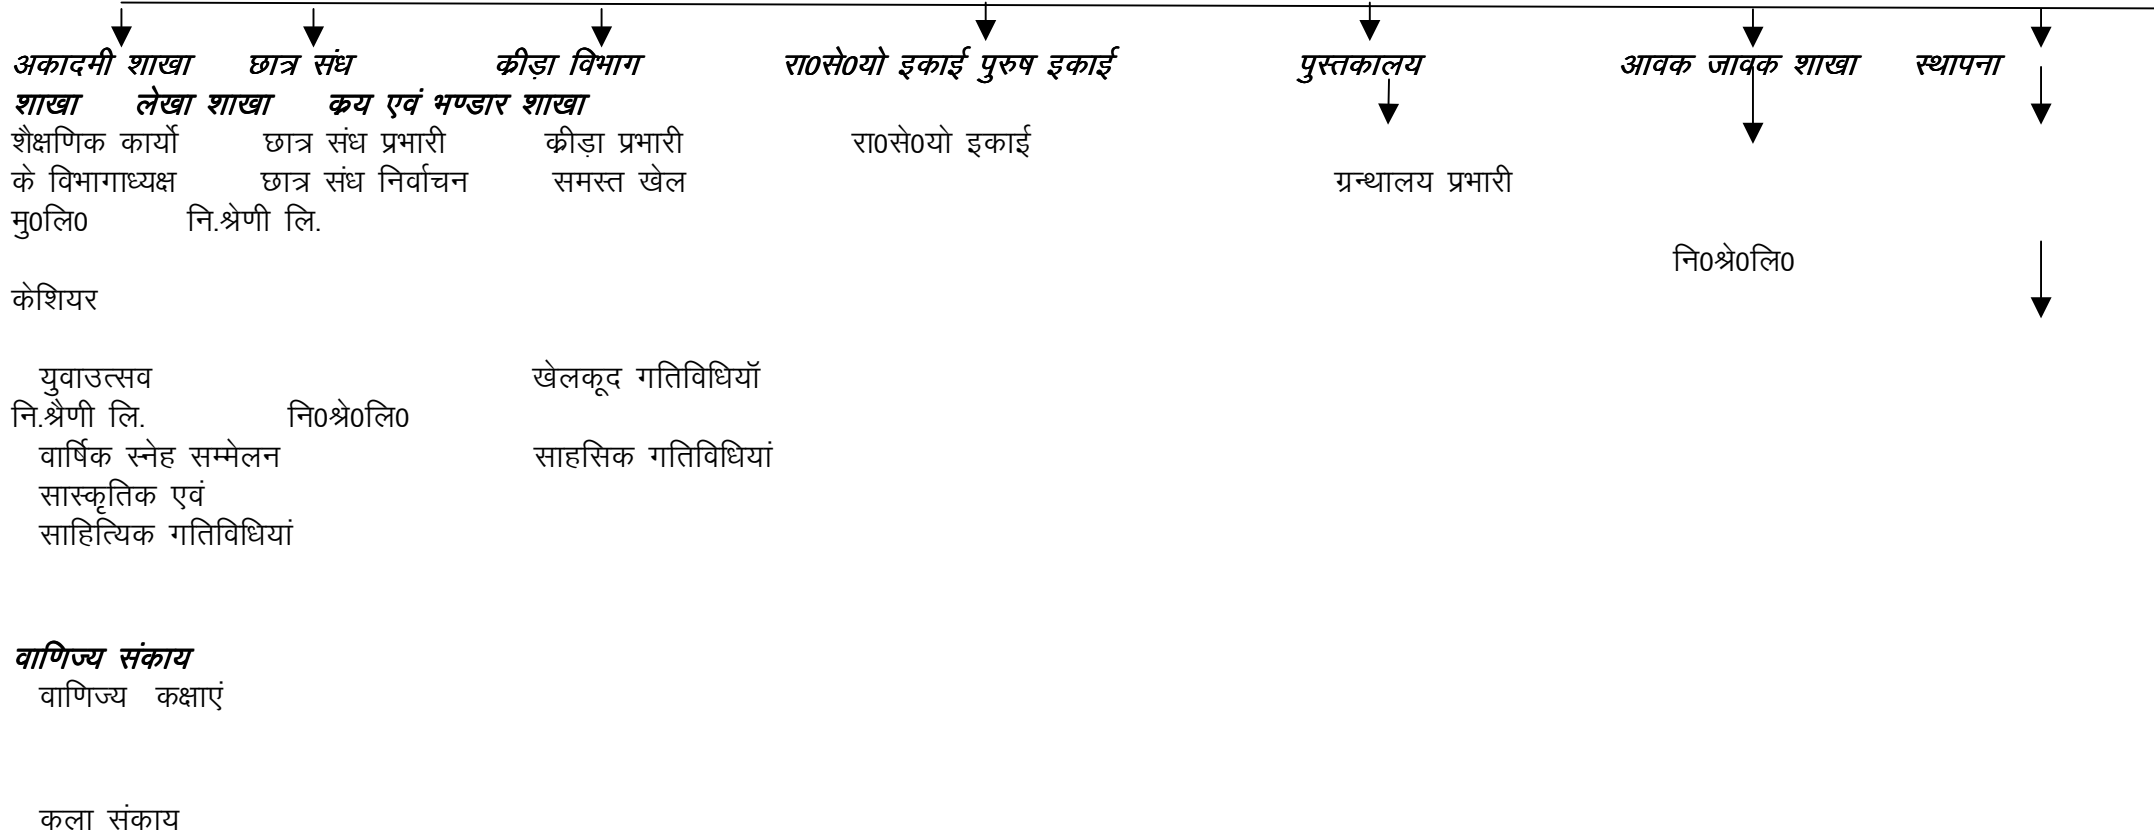 अकादमी शाखा छात्र संध क्रीड़ा विभाग रा0से0यो इकाई पुरुष इकाई पुस्तकालय आवक जावक शाखा स्थापना
शाखा लेखा शाखा क्रय एवं भण्डार शाखा
शैक्षणिक कार्यो छात्र संध प्रभारी क्रीड़ा प्रभारी रा0से0यो इकाई
के विभागाध्यक्ष छात्र संध निर्वाचन समस्त खेल ग्रन्थालय प्रभारी
मु0लि0 नि.श्रेणी लि.
नि0श्रे0लि0
केशियर
युवाउत्सव खेलकूद गतिविधियॉ
नि.श्रैणी लि. नि0श्रे0लि0
वार्षिक स्नेह सम्मेलन साहसिक गतिविधियां
सास्कृतिक एवं
साहित्यिक गतिविधियां
वाणिज्य संकाय
वाणिज्य कक्षाएं
कला संकाय